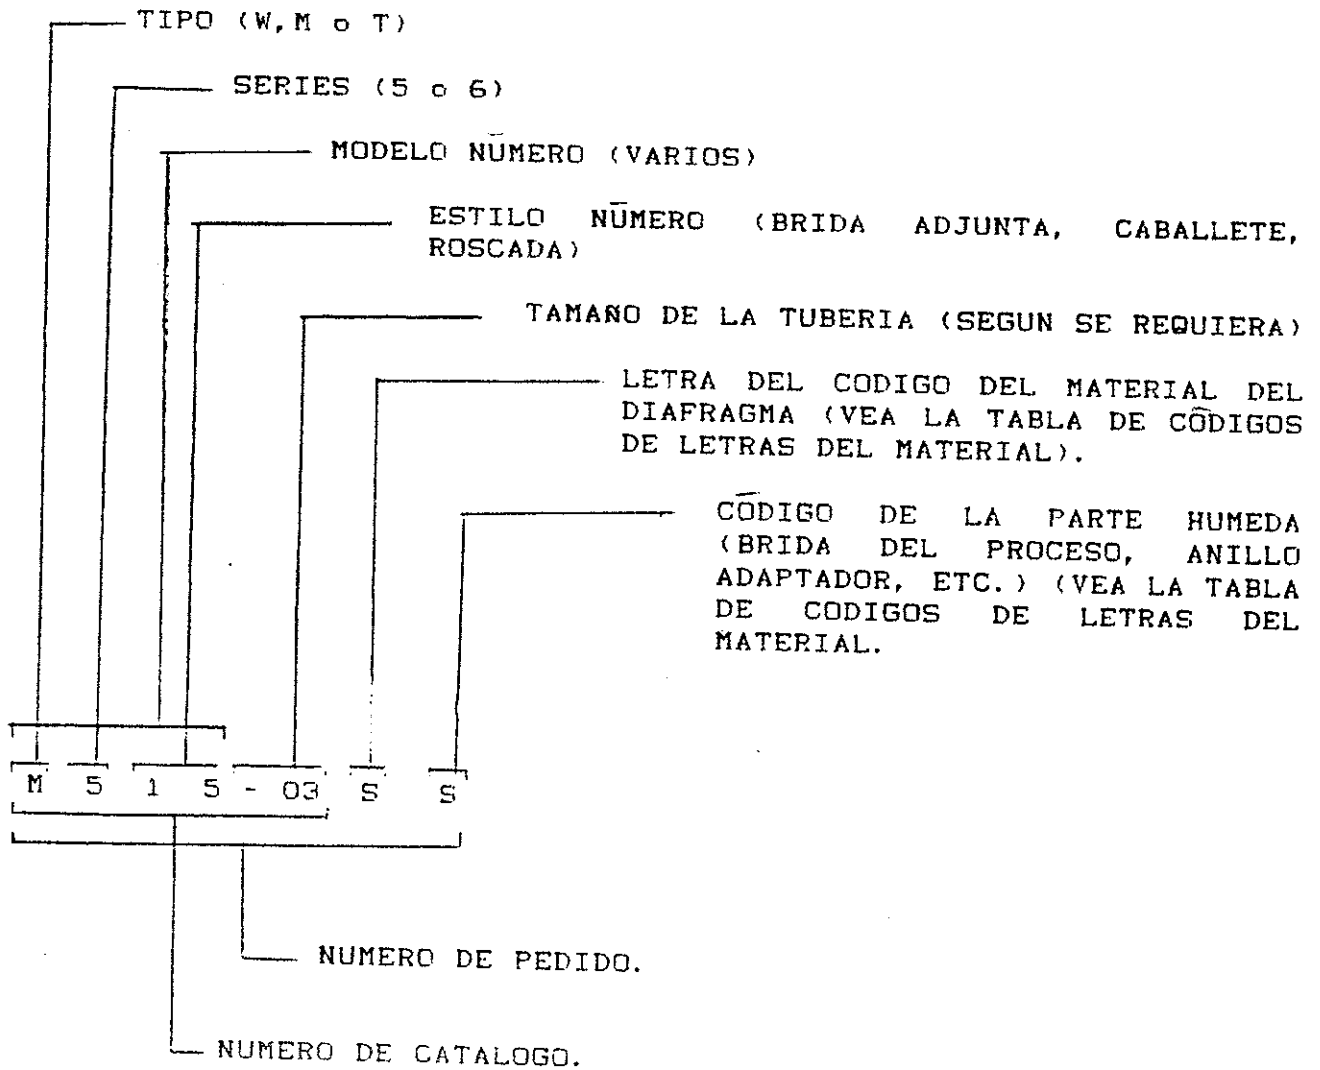 TIPO (W, M o T)
SERIES (5 o 6)
MODELO NŪMERO (VARIOS)
ESTILO NŪMERO (BRIDA ADJUNTA, CABALLETE,
ROSCADA)
TAMAÑO DE LA TUBERIA (SEGUN SE REQUIERA)
LETRA DEL CODIGO DEL MATERIAL DEL
DIAFRAGMA (VEA LA TABLA DE CŌDIGOS
DE LETRAS DEL MATERIAL).
CŌDIGO DE LA PARTE HUMEDA
(BRIDA DEL PROCESO, ANILLO
ADAPTADOR, ETC.) (VEA LA TABLA
DE CODIGOS DE LETRAS DEL
MATERIAL.
M 5 1 5 - 03 S S
NUMERO DE PEDIDO.
NUMERO DE CATALOGO.